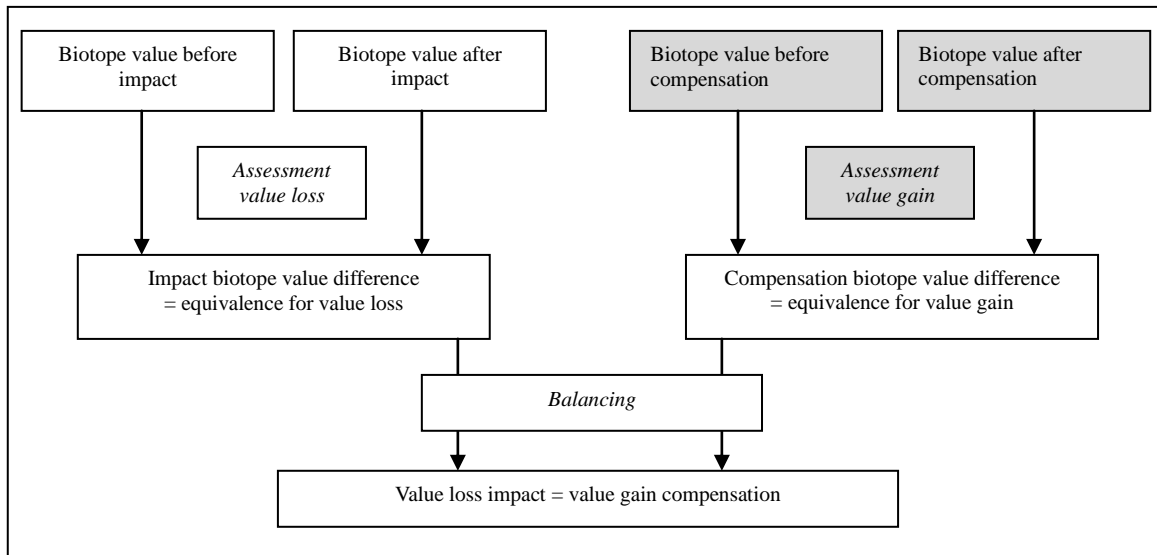 Biotope value before
impact
Biotope value after
impact
Biotope value before
compensation
Biotope value after
compensation
Assessment
value loss
Assessment
value gain
Impact biotope value difference
= equivalence for value loss
Compensation biotope value difference
= equivalence for value gain
Balancing
Value loss impact = value gain compensation